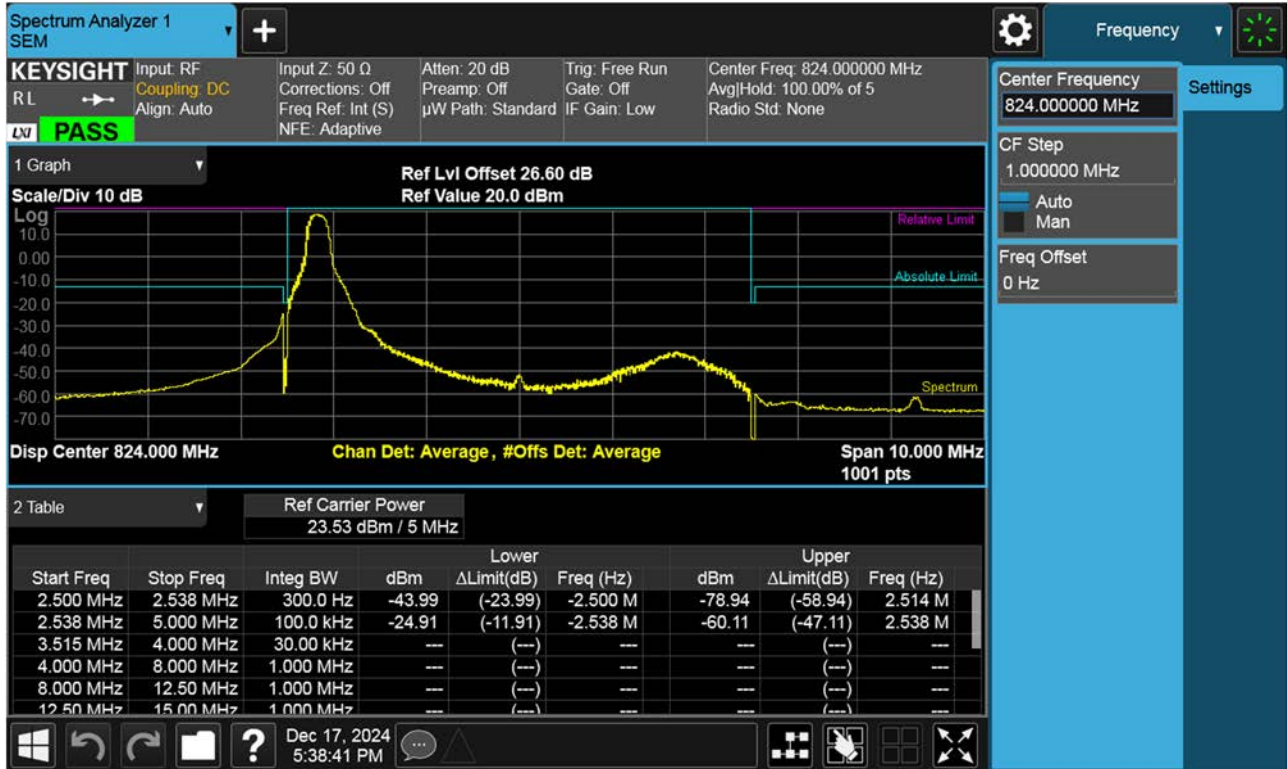 Spectrum Analyzer 1
SEM
Frequency
KEYSIGHT
RL
LXI
PASS
Input: RF
Coupling: DC
Align: Auto
Input Z: 50 Ω
Corrections: Off
Freq Ref: Int (S)
NFE: Adaptive
Atten: 20 dB
Preamp: Off
µW Path: Standard
Trig: Free Run
Gate: Off
IF Gain: Low
Center Freq: 824.000000 MHz
Avg|Hold: 100.00% of 5
Radio Std: None
Center Frequency
824.000000 MHz
Settings
CF Step
1.000000 MHz
Auto
Man
Freq Offset
0 Hz
1 Graph
Scale/Div 10 dB
Ref Lvl Offset 26.60 dB
Ref Value 20.0 dBm
Log
10.0
0.00
-10.0
-20.0
-30.0
-40.0
-50.0
-60.0
-70.0
Relative Limit
Absolute Limit
Spectrum
Disp Center 824.000 MHz
Chan Det: Average, #Offs Det: Average
Span 10.000 MHz
1001 pts
2 Table
Ref Carrier Power
23.53 dBm / 5 MHz
Lower Upper
Start Freq Stop Freq Integ BW dBm ΔLimit(dB) Freq (Hz) dBm ΔLimit(dB) Freq (Hz)
2.500 MHz 2.538 MHz 300.0 Hz -43.99 (-23.99) -2.500 M -78.94 (-58.94) 2.514 M
2.538 MHz 5.000 MHz 100.0 kHz -24.91 (-11.91) -2.538 M -60.11 (-47.11) 2.538 M
3.515 MHz 4.000 MHz 30.00 kHz --- (---) --- --- (---) ---
4.000 MHz 8.000 MHz 1.000 MHz --- (---) --- --- (---) ---
8.000 MHz 12.50 MHz 1.000 MHz --- (---) --- --- (---) ---
12.50 MHz 15.00 MHz 1.000 MHz --- (---) --- --- (---) ---
?
Dec 17, 2024
5:38:41 PM